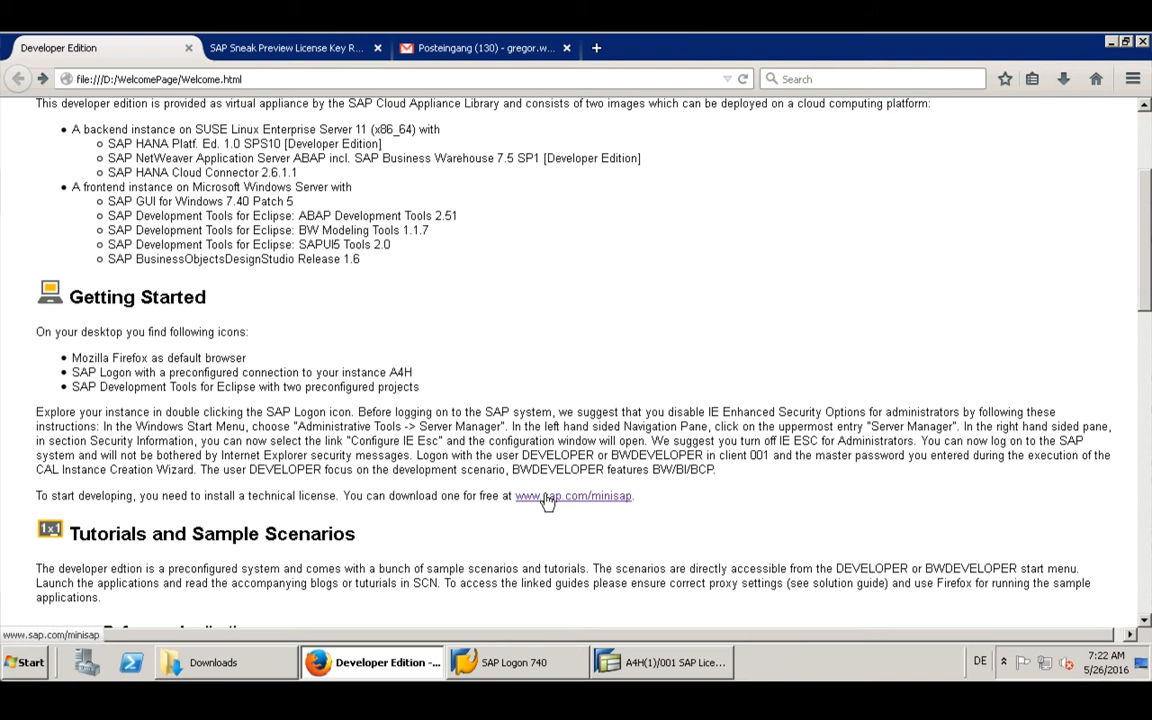 Developer Edition
SAP Sneak Preview License Key R...
Posteingang (130) - gregor.w...
file:///D:/WelcomePage/Welcome.html
Search
This developer edition is provided as virtual appliance by the SAP Cloud Appliance Library and consists of two images which can be deployed on a cloud computing platform:
A backend instance on SUSE Linux Enterprise Server 11 (x86_64) with
SAP HANA Platf. Ed. 1.0 SPS10 [Developer Edition]
SAP NetWeaver Application Server ABAP incl. SAP Business Warehouse 7.5 SP1 [Developer Edition]
SAP HANA Cloud Connector 2.6.1.1
A frontend instance on Microsoft Windows Server with
SAP GUI for Windows 7.40 Patch 5
SAP Development Tools for Eclipse: ABAP Development Tools 2.51
SAP Development Tools for Eclipse: BW Modeling Tools 1.1.7
SAP Development Tools for Eclipse: SAPUI5 Tools 2.0
SAP BusinessObjectsDesignStudio Release 1.6
Getting Started
On your desktop you find following icons:
Mozilla Firefox as default browser
SAP Logon with a preconfigured connection to your instance A4H
SAP Development Tools for Eclipse with two preconfigured projects
Explore your instance in double clicking the SAP Logon icon. Before logging on to the SAP system, we suggest that you disable IE Enhanced Security Options for administrators by following these
instructions: In the Windows Start Menu, choose "Administrative Tools -> Server Manager". In the left hand sided Navigation Pane, click on the uppermost entry "Server Manager". In the right hand sided pane,
in section Security Information, you can now select the link "Configure IE Esc" and the configuration window will open. We suggest you turn off IE ESC for Administrators. You can now log on to the SAP
system and will not be bothered by Internet Explorer security messages. Logon with the user DEVELOPER or BWDEVELOPER in client 001 and the master password you entered during the execution of the
CAL Instance Creation Wizard. The user DEVELOPER focus on the development scenario, BWDEVELOPER features BW/BI/BCP.
To start developing, you need to install a technical license. You can download one for free at www.sap.com/minisap.
1x1
Tutorials and Sample Scenarios
The developer edtion is a preconfigured system and comes with a bunch of sample scenarios and tutorials. The scenarios are directly accessible from the DEVELOPER or BWDEVELOPER start menu.
Launch the applications and read the accompanying blogs or tuturials in SCN. To access the linked guides please ensure correct proxy settings (see solution guide) and use Firefox for running the sample
applications.
www.sap.com/minisap
Start
Downloads
Developer Edition -...
SAP Logon 740
A4H(1)/001 SAP Lice...
DE
7:22 AM
5/26/2016